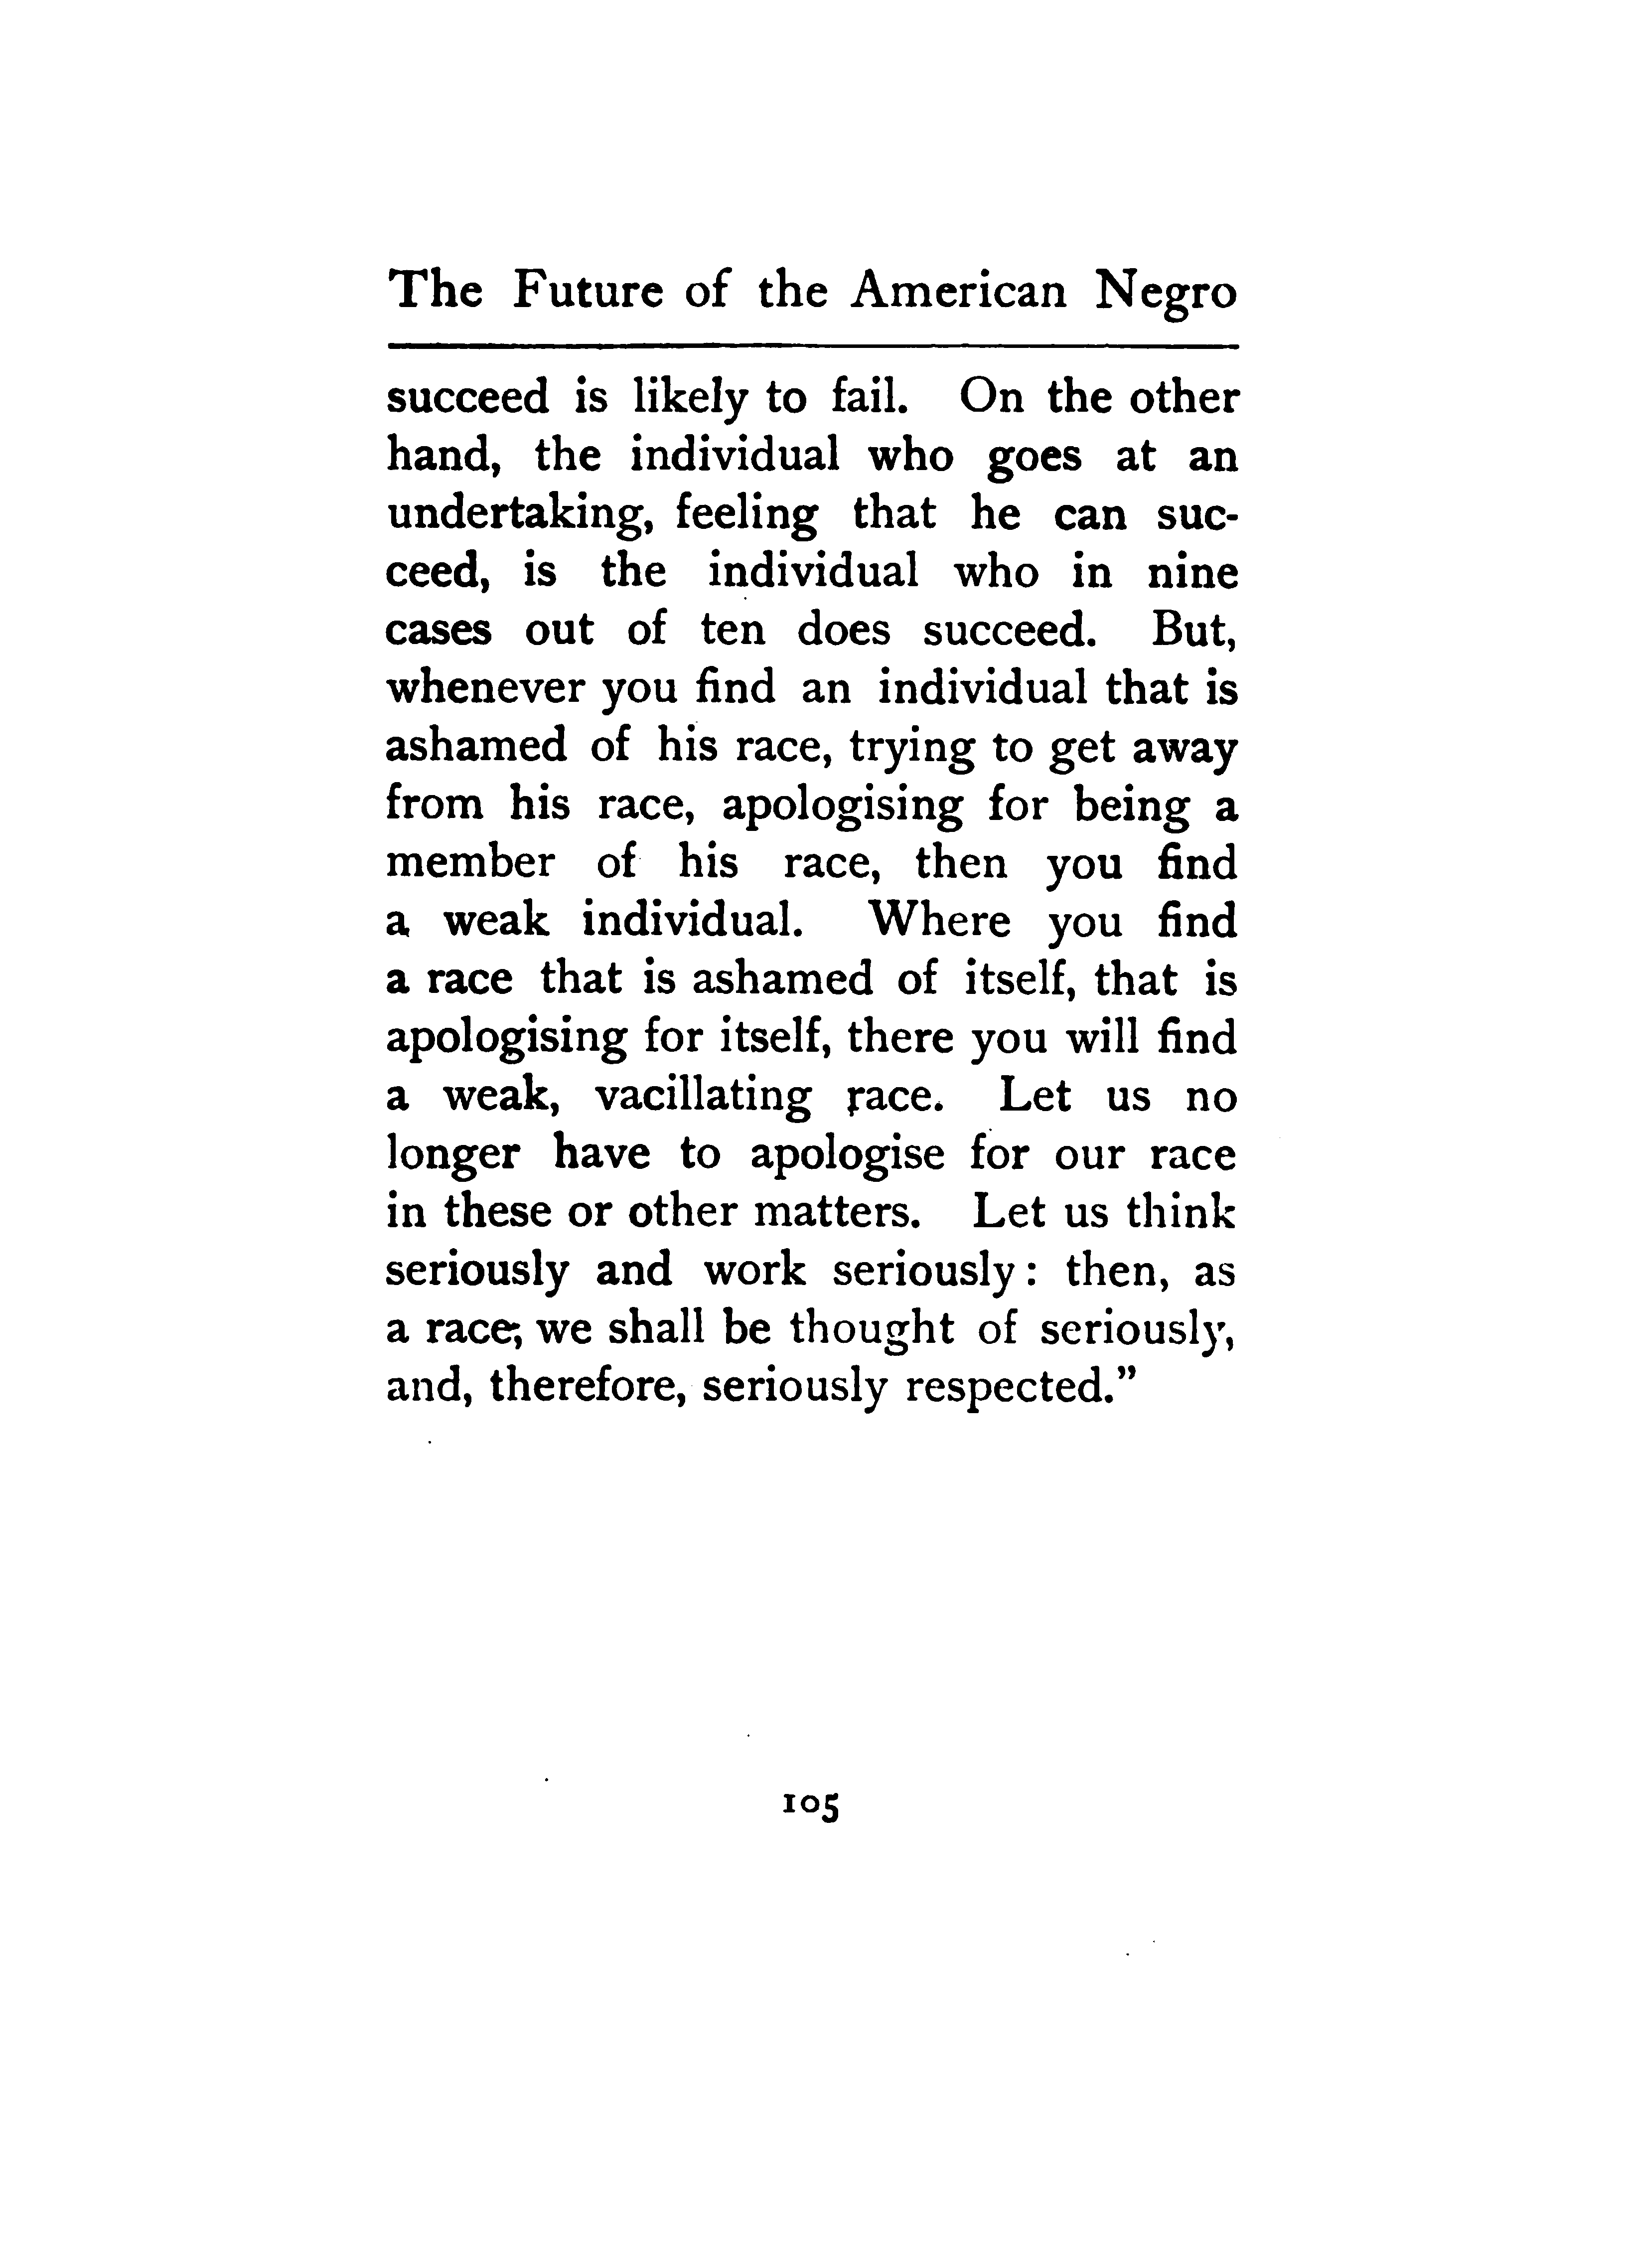 The Future of the American Negro
succeed is likely to fail. On the other
hand, the individual who goes at an
undertaking, feeling that he can suc-
ceed, is the individual who in nine
cases out of ten does succeed. But,
whenever you find an individual that is
ashamed of his race, trying to get away
from his race, apologising for being a
member of his race, then you find
a weak individual. Where you find
a race that is ashamed of itself, that is
apologising for itself, there you will find
a weak, vacillating race. Let us no
longer have to apologise for our race
in these or other matters. Let us think
seriously and work seriously: then, as
a race, we shall be thought of seriously,
and, therefore, seriously respected.”
105